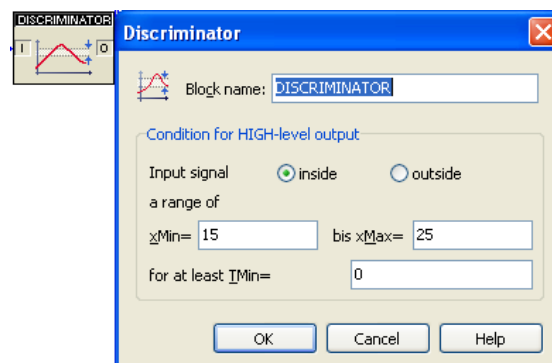 DISCRIMINATOR
I O
Discriminator
Block name: DISCRIMINATOR
Condition for HIGH-level output
Input signal inside outside
a range of
xMin= 15 bis xMax= 25
for at least TMin= 0
OK Cancel Help